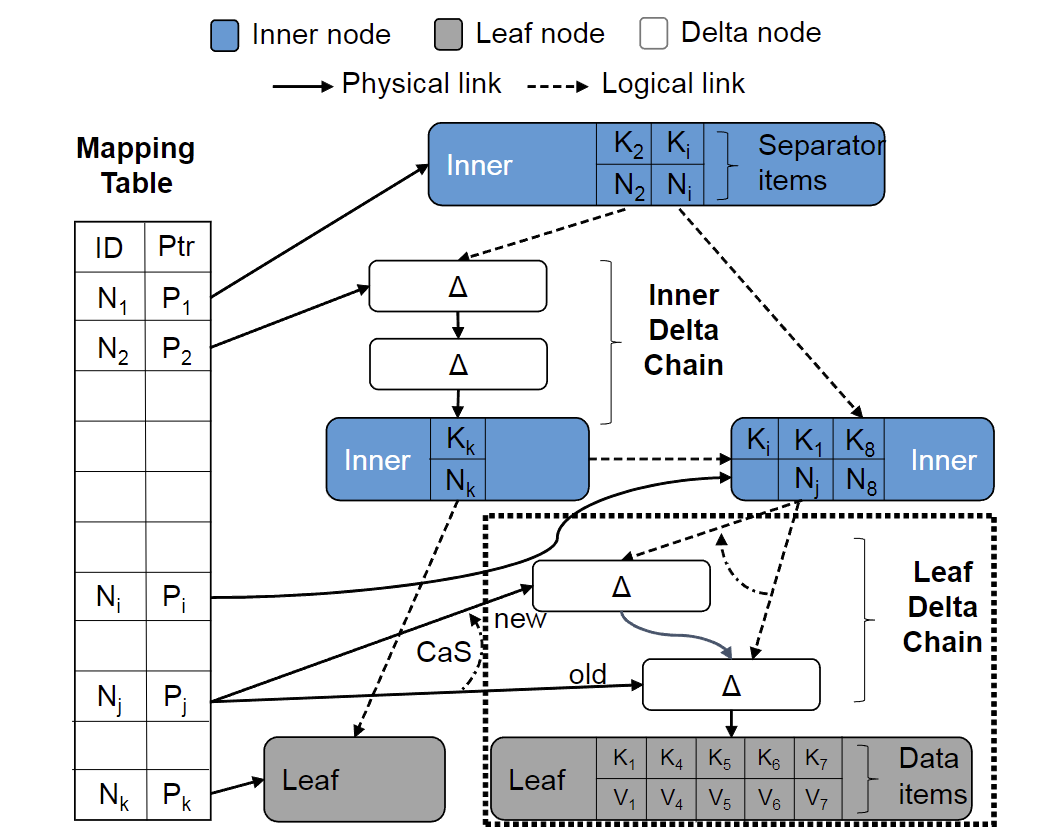 Inner node
Leaf node
Delta node
Physical link
Logical link
Mapping
Table
ID Ptr
N1 P1
N2 P2
Ni Pi
Nj Pj
Nk Pk
Inner
K2 Ki
N2 Ni
Separator
items
Δ
Δ
Inner
Delta
Chain
Inner
Kk
Nk
Ki K1 K8
Nj N8
Inner
Δ
new
CaS
old
Δ
Leaf
Delta
Chain
Leaf
Leaf
K1 K4 K5 K6 K7
V1 V4 V5 V6 V7
Data
items